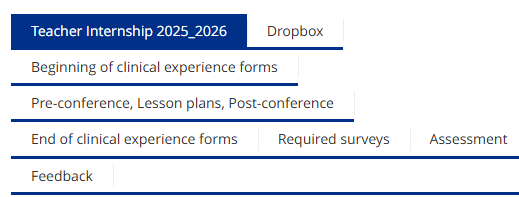 Teacher Internship 2025_2026 Dropbox
Beginning of clinical experience forms
Pre-conference, Lesson plans, Post-conference
End of clinical experience forms Required surveys Assessment
Feedback